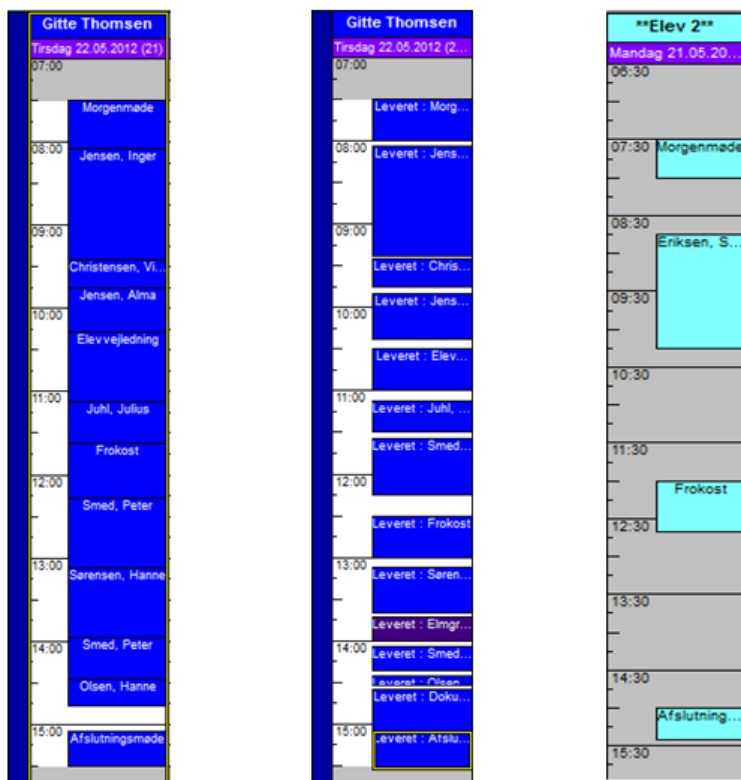 Gitte Thomsen
Tirsdag 22.05.2012 (21)
07:00
Morgenmøde
08:00
Jensen, Inger
09:00
Christensen, Vi...
Jensen, Alma
10:00
Elevvejledning
11:00
Juhl, Julius
Frokost
12:00
Smed, Peter
13:00
Sørensen, Hanne
Smed, Peter
14:00
Olsen, Hanne
15:00
Afslutningsmøde
Gitte Thomsen
Tirsdag 22.05.2012 (2...
07:00
Leveret : Morg...
08:00
Leveret : Jens...
09:00
Leveret : Chris...
Leveret : Jens...
10:00
Leveret : Elev...
11:00
Leveret : Juhl, ...
Leveret : Smed...
12:00
Leveret : Frokost
13:00
Leveret : Søren...
Leveret : Elmgr...
14:00
Leveret : Smed...
Leveret : Olsen...
Leveret : Doku...
15:00
Leveret : Afslu...
**Elev 2**
Mandag 21.05.20...
06:30
07:30
Morgenmøde
08:30
Eriksen, S...
09:30
10:30
11:30
Frokost
12:30
13:30
14:30
Afslutning...
15:30